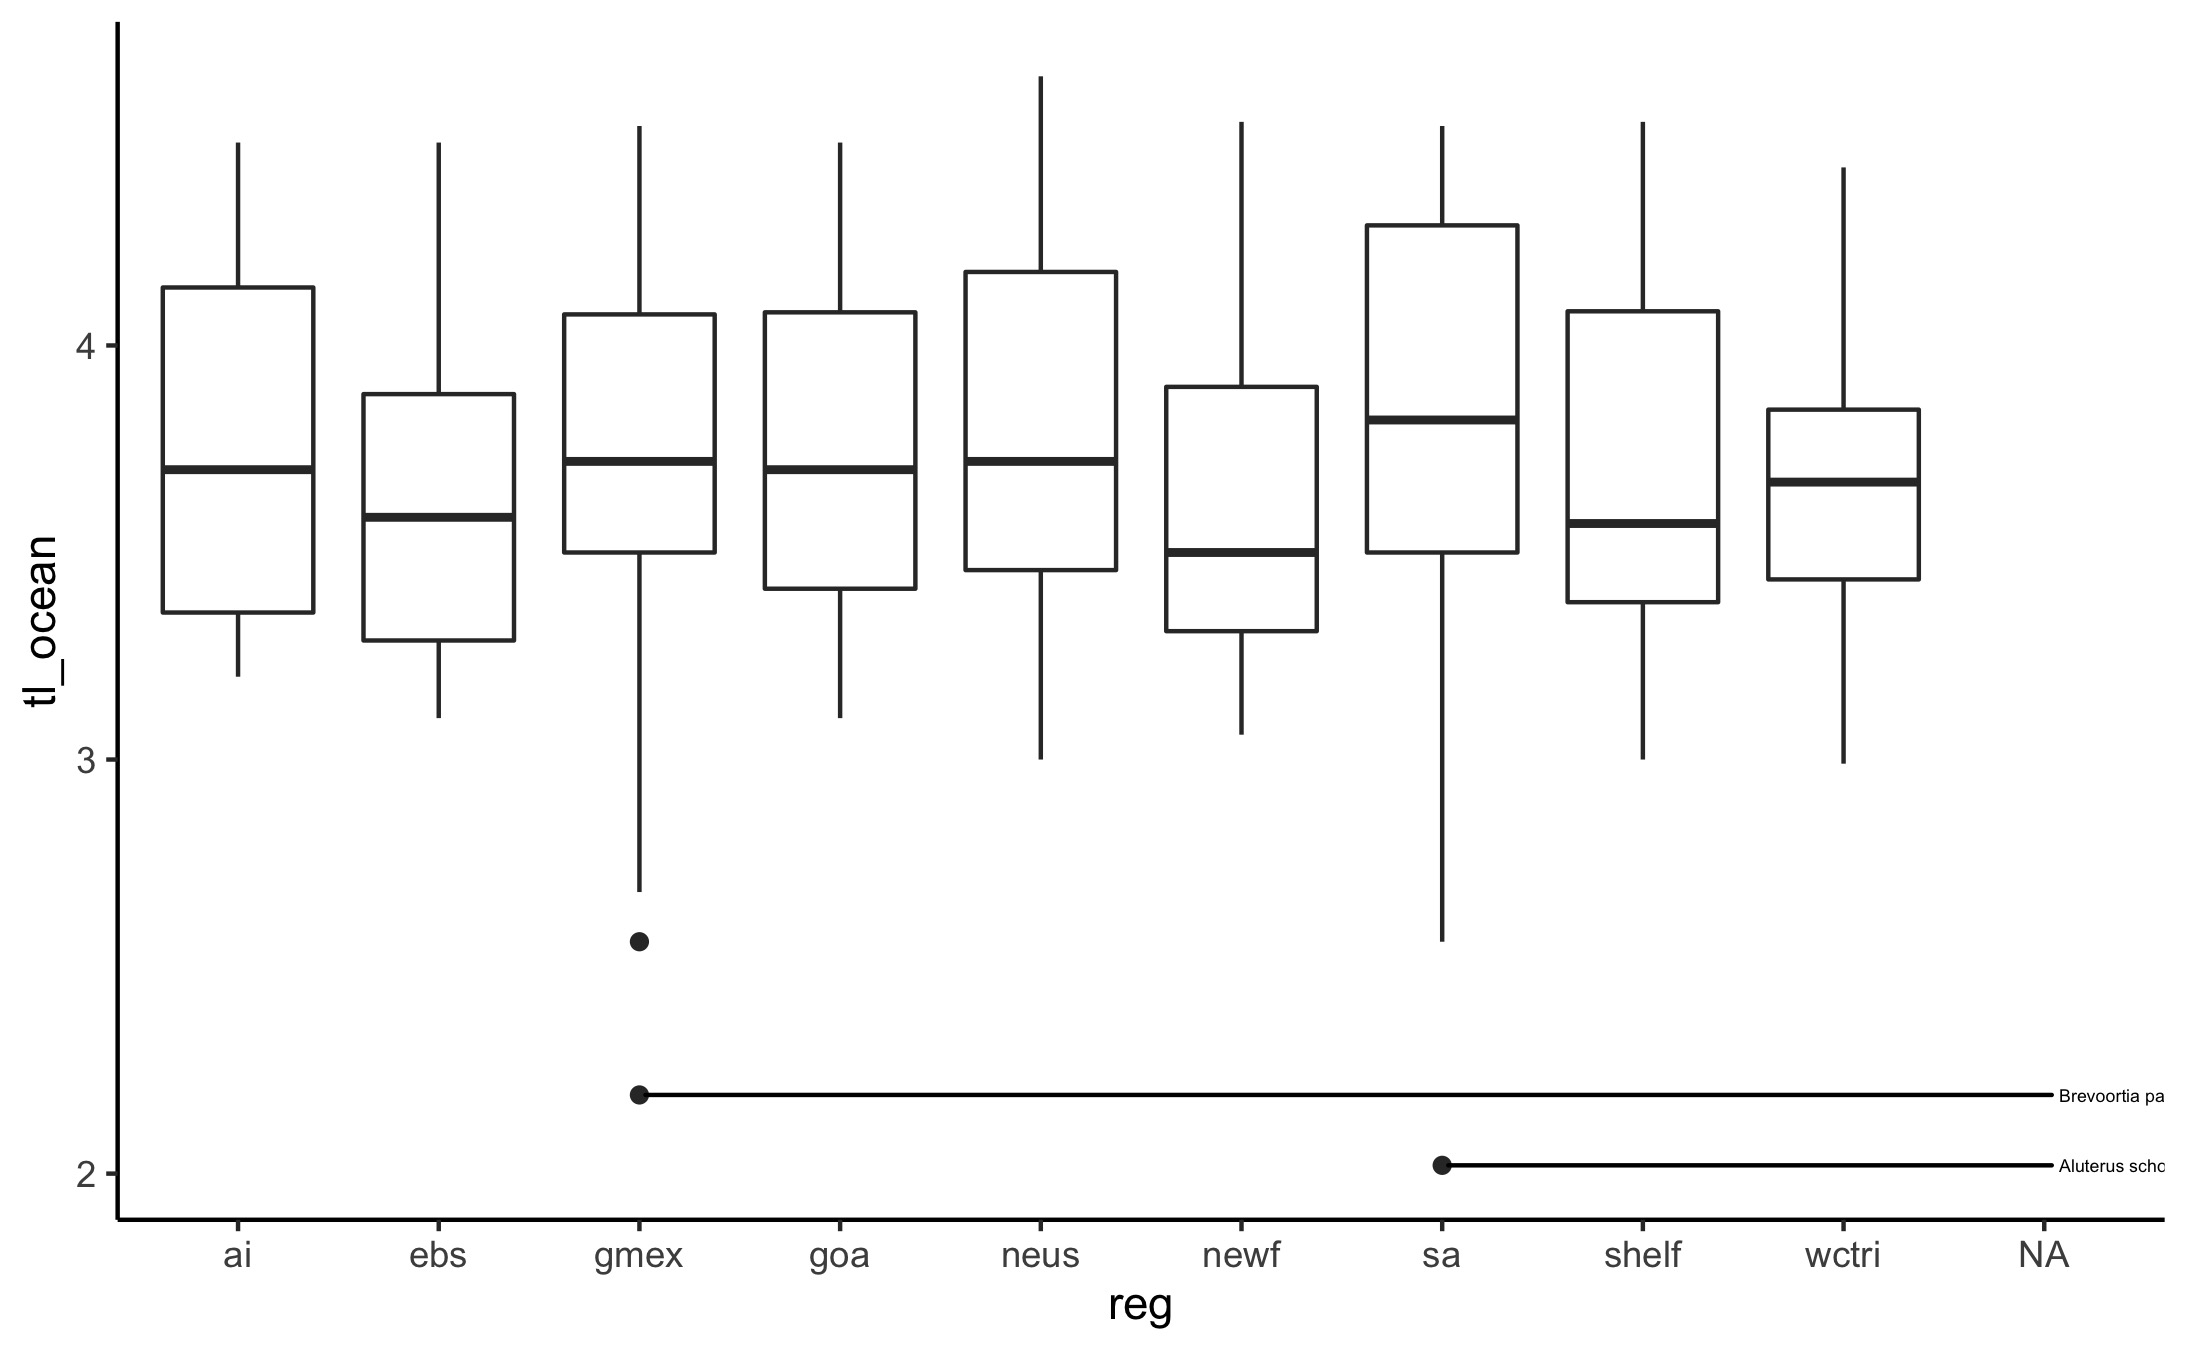 tl_ocean
4
3
2
Brevoortia pa
Aluterus scho
ai ebs gmex goa neus newf sa shelf wctri NA
reg